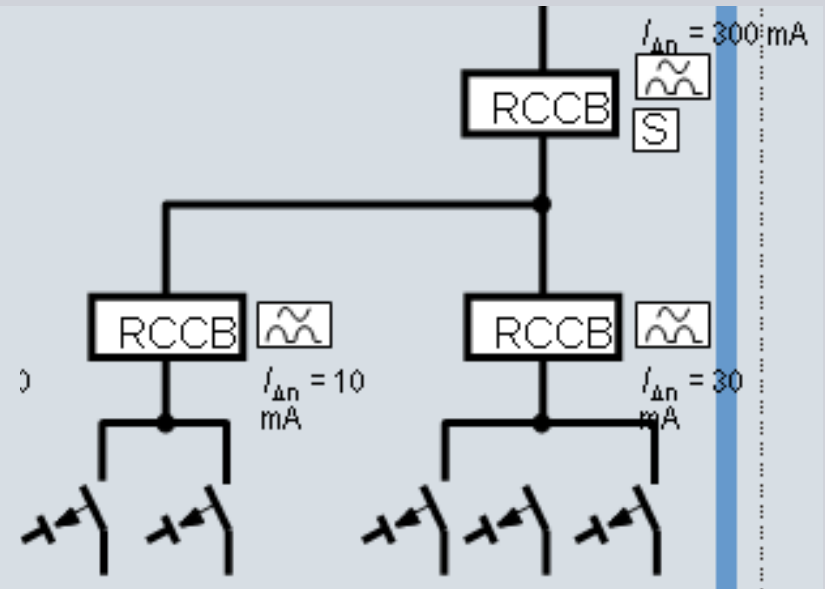 IΔn = 300 mA
RCCB
S
RCCB
RCCB
IΔn = 10
mA
IΔn = 30
mA